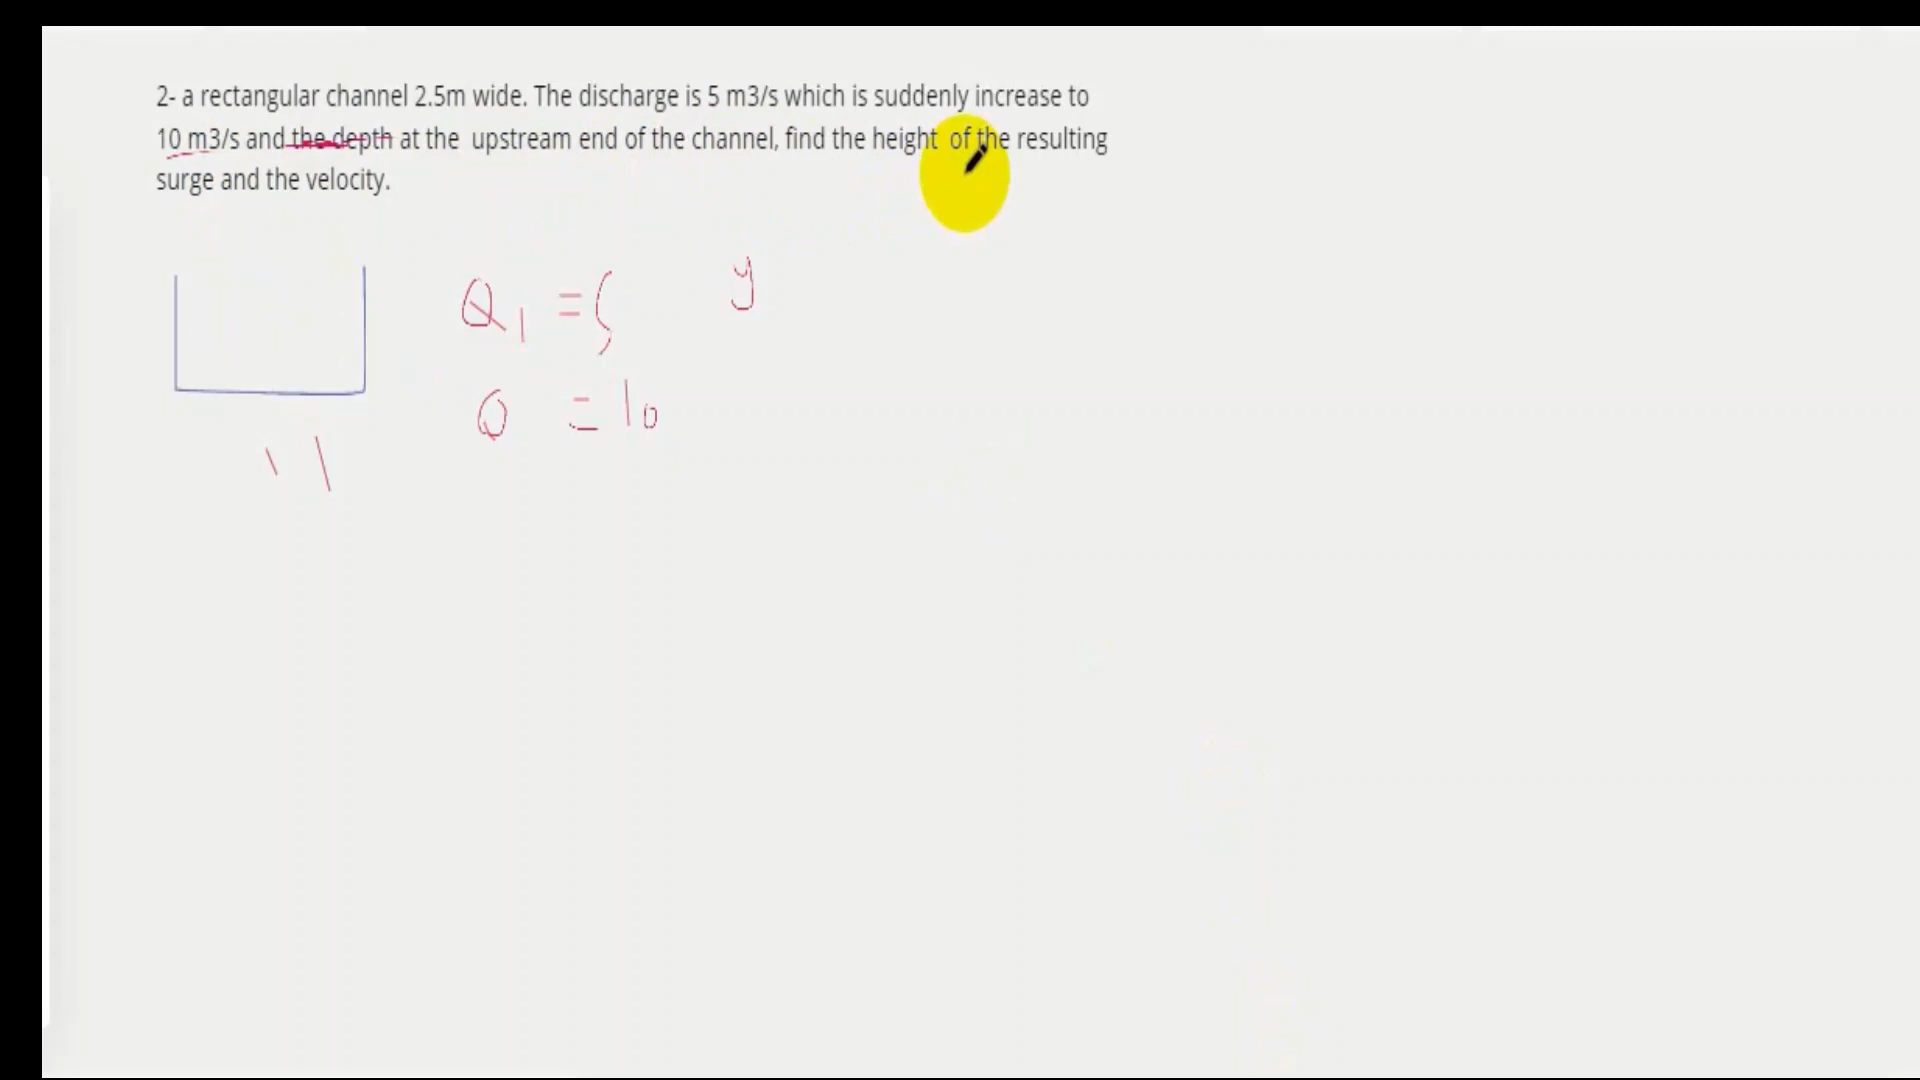 2- a rectangular channel 2.5m wide. The discharge is 5 m3/s which is suddenly increase to
10 m3/s and the depth at the upstream end of the channel, find the height of the resulting
surge and the velocity.
Q1 = 5 y
Q = 10